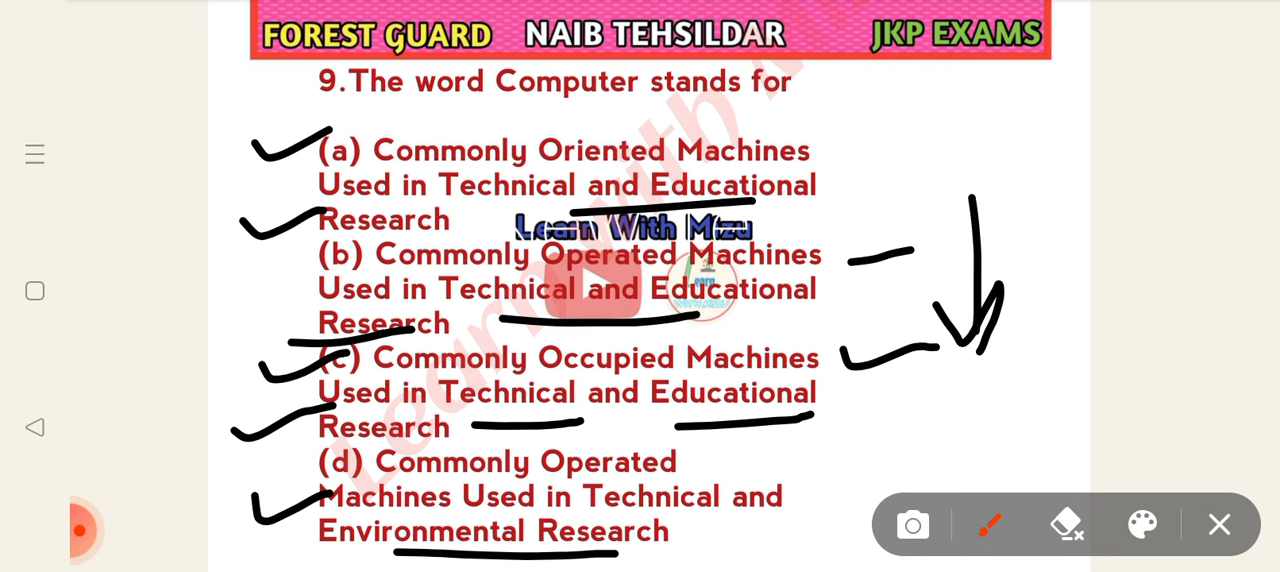 FOREST GUARD NAIB TEHSILDAR JKP EXAMS
9.The word Computer stands for
(a) Commonly Oriented Machines
Used in Technical and Educational
Research
Learn With Mizu
(b) Commonly Operated Machines
Used in Technical and Educational
Research
(c) Commonly Occupied Machines
Used in Technical and Educational
Research
(d) Commonly Operated
Machines Used in Technical and
Environmental Research
Learn with